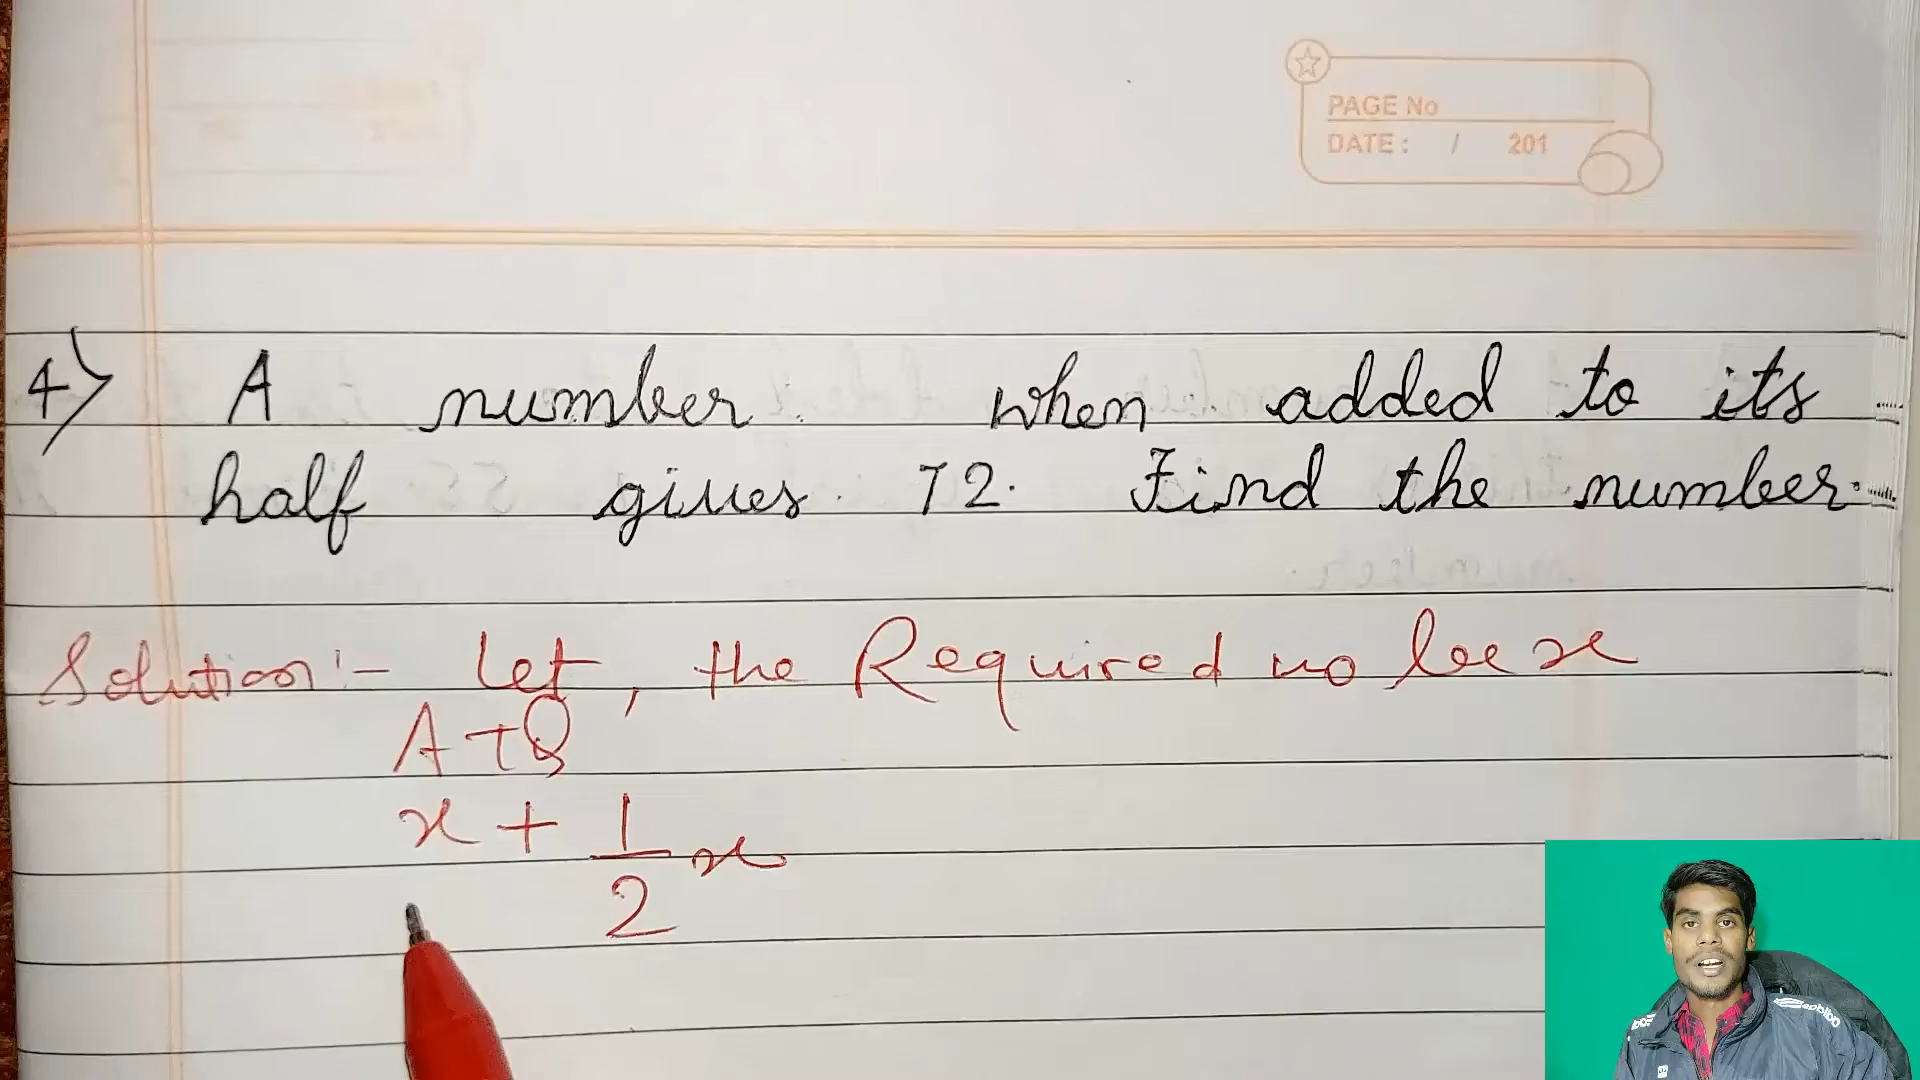 PAGE No
DATE: / 201
4) A number when added to its
half gives 72. Find the number.
Solution:- Let, the Required no be x
ATQ
x + 1/2 x